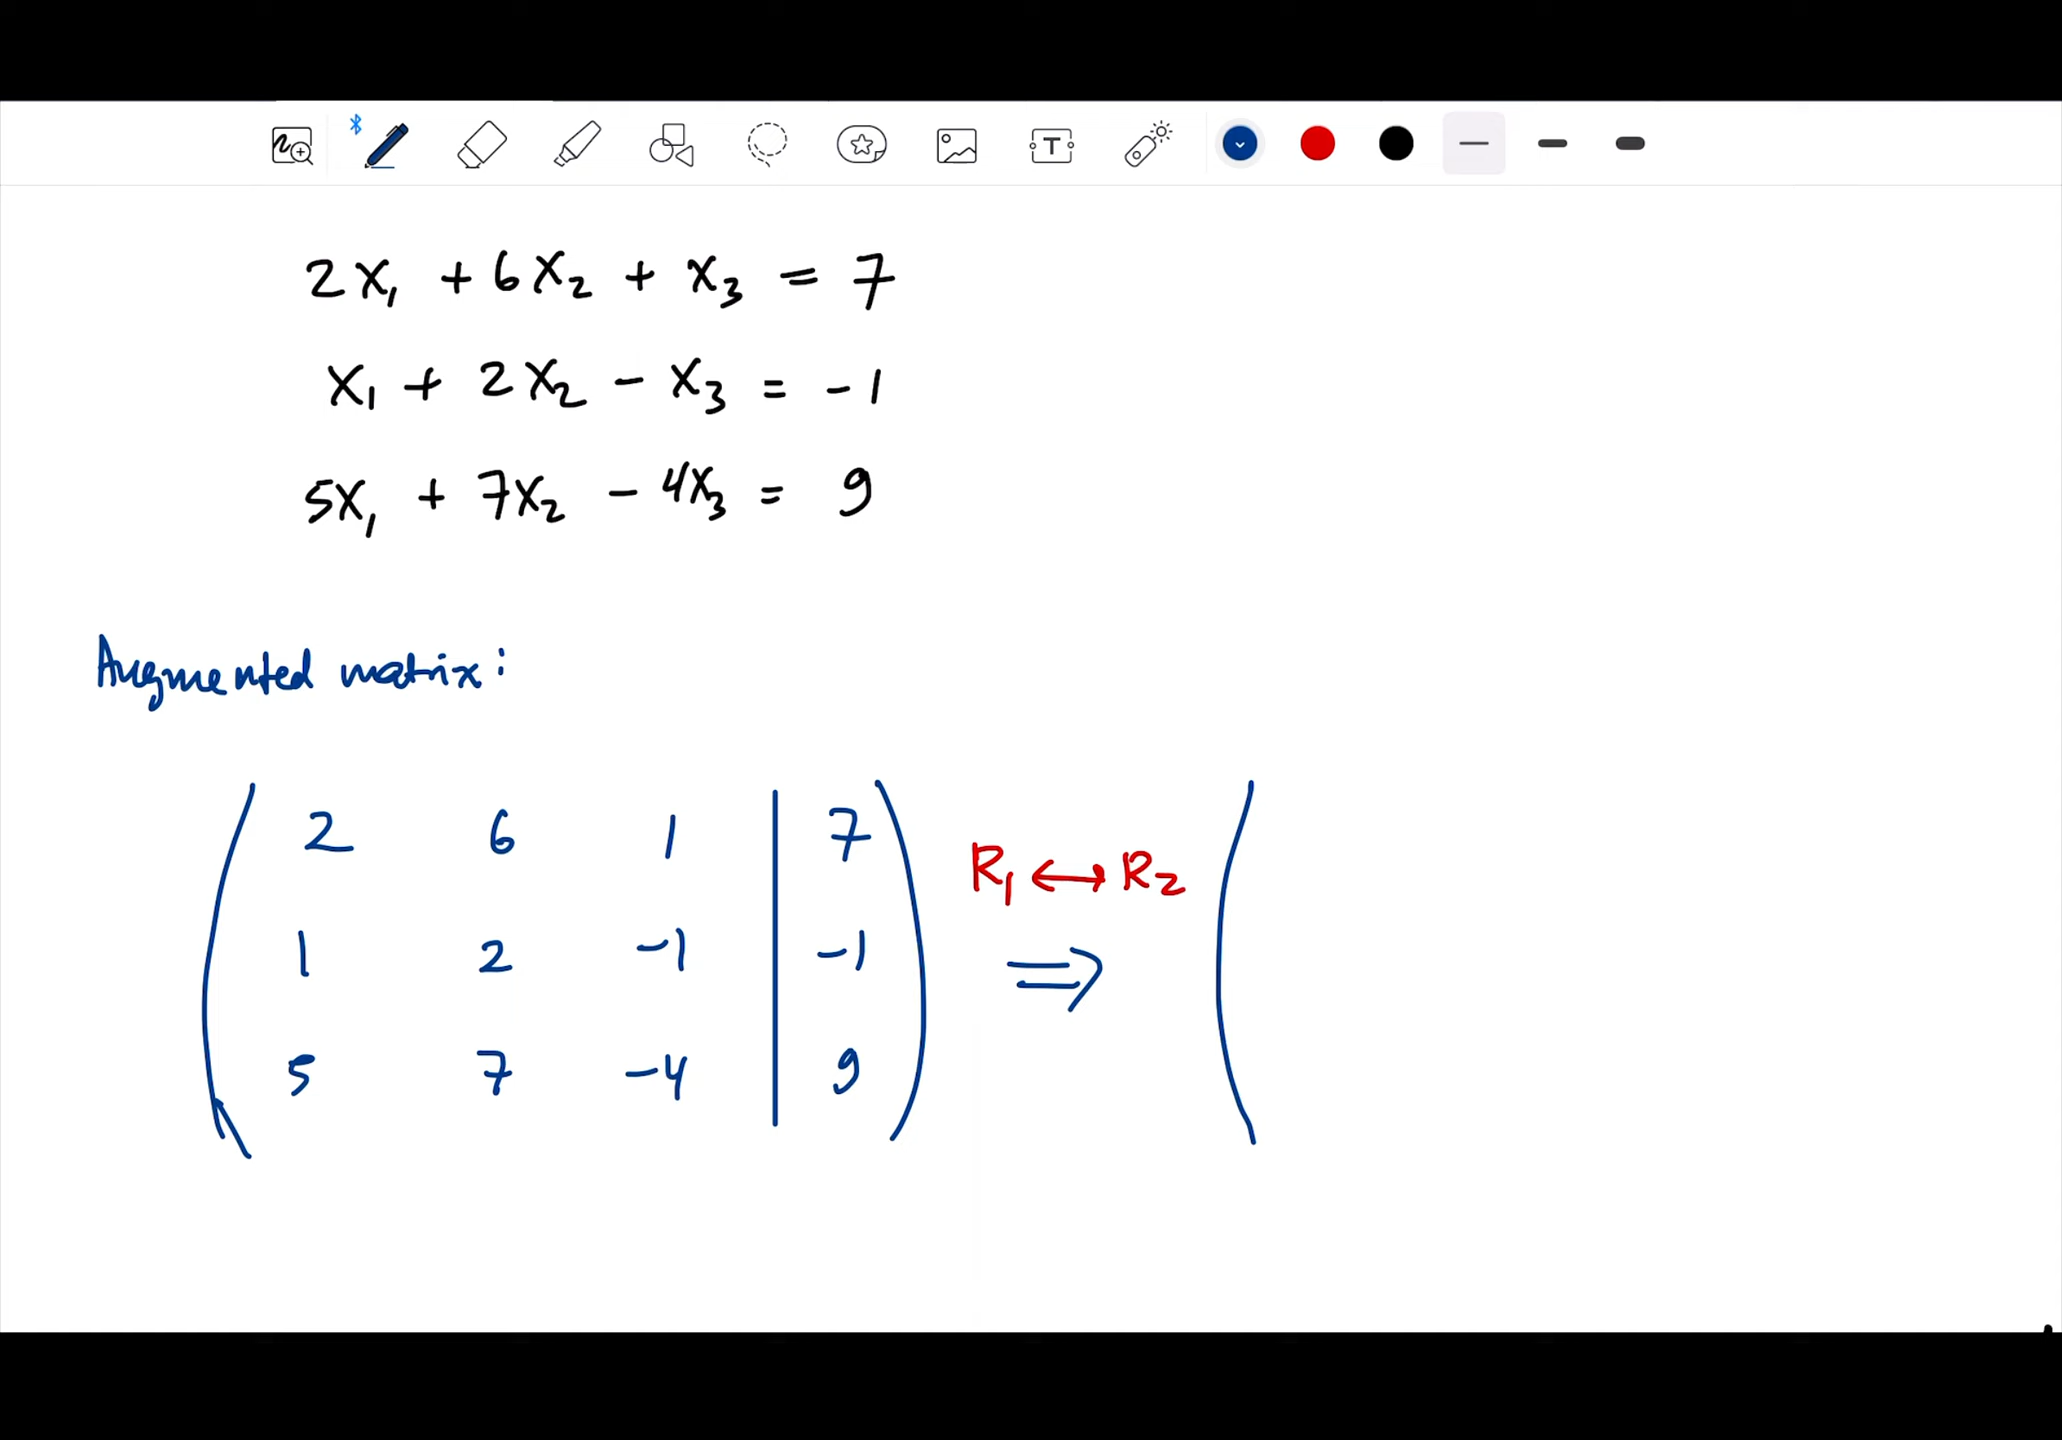 T
2x₁ + 6x₂ + x₃ = 7
x₁ + 2x₂ - x₃ = -1
5x₁ + 7x₂ - 4x₃ = 9
Augmented matrix:
2 6 1 | 7
R₁ ↔ R₂
1 2 -1 | -1
⇒
5 7 -4 | 9